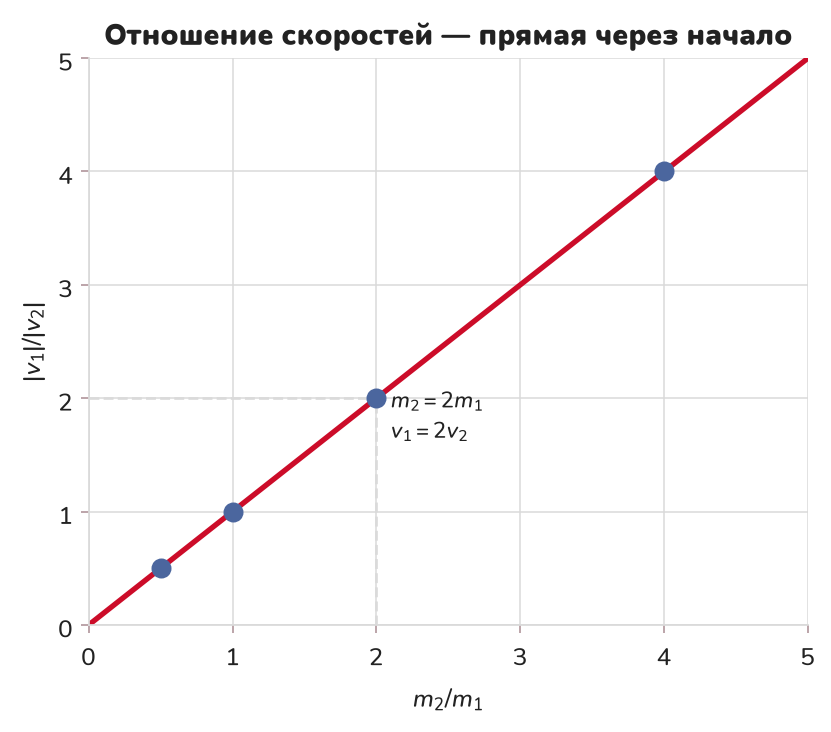 Отношение скоростей — прямая через начало
5
4
3
2
1
0
|v₁|/|v₂|
m₂ = 2m₁
v₁ = 2v₂
0 1 2 3 4 5
m₂/m₁